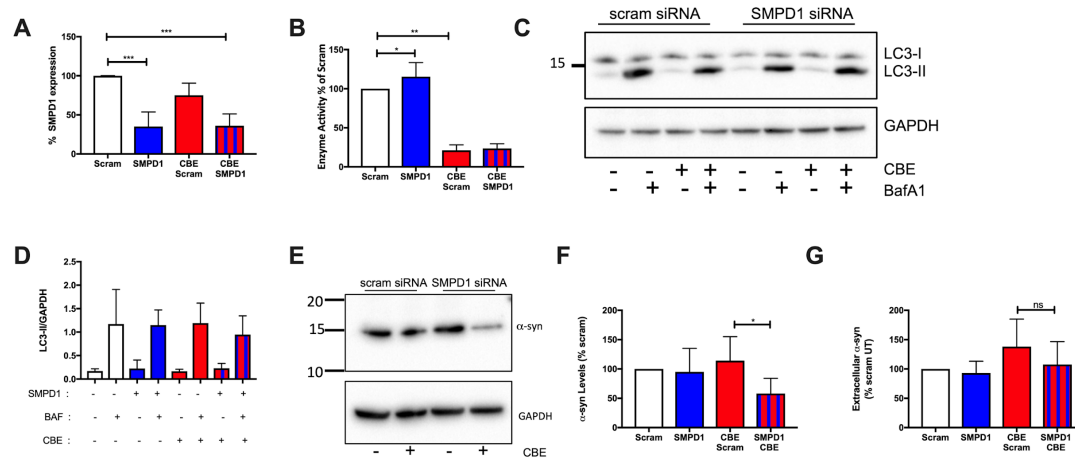 A
% SMPD1 expression
150
100
50
0
***
***
Scram
SMPD1
CBE
Scram
CBE
SMPD1
B
Enzyme Activity % of Scram
150
100
50
0
**
*
Scram
SMPD1
CBE
Scram
CBE
SMPD1
C
scram siRNA SMPD1 siRNA
15
LC3-I
LC3-II
GAPDH
- - + + - - + + CBE
- + - + - + - + BafA1
D
LC3-II/GAPDH
2.5
2.0
1.5
1.0
0.5
0.0
SMPD1 : - - + + - - + +
BAF : - + - + - + - +
CBE : - - - - + + + +
E
scram siRNA SMPD1 siRNA
20
15
10
α-syn
GAPDH
- + - + CBE
F
α-syn Levels (% scram)
200
150
100
50
0
*
Scram
SMPD1
CBE
Scram
SMPD1
CBE
G
Extracellular α-syn
(% scram UT)
200
150
100
50
0
ns
Scram
SMPD1
CBE
Scram
SMPD1
CBE